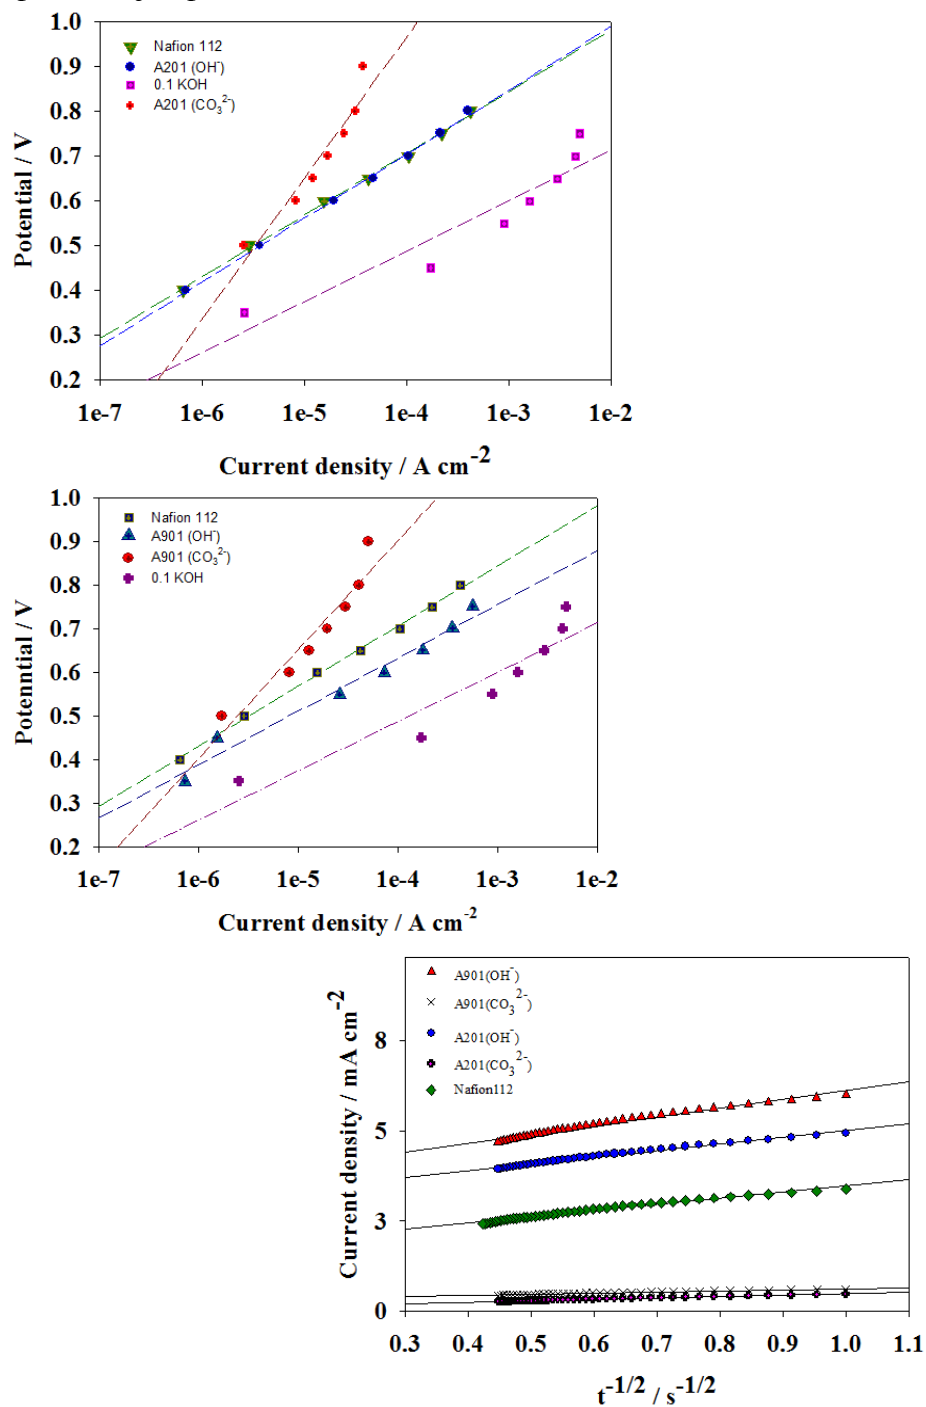 1.0
Nafion 112
A201 (OH⁻)
0.1 KOH
A201 (CO₃²⁻)
0.9
0.8
0.7
0.6
0.5
0.4
0.3
0.2
Potential / V
1e-7 1e-6 1e-5 1e-4 1e-3 1e-2
Current density / A cm⁻²
1.0
Nafion 112
A901 (OH⁻)
A901 (CO₃²⁻)
0.1 KOH
0.9
0.8
0.7
0.6
0.5
0.4
0.3
0.2
Potenntial / V
1e-7 1e-6 1e-5 1e-4 1e-3 1e-2
Current density / A cm⁻²
A901(OH⁻)
A901(CO₃²⁻)
A201(OH⁻)
A201(CO₃²⁻)
Nafion112
8
5
3
0
Current density / mA cm⁻²
0.3 0.4 0.5 0.6 0.7 0.8 0.9 1.0 1.1
t⁻¹/² / s⁻¹/²